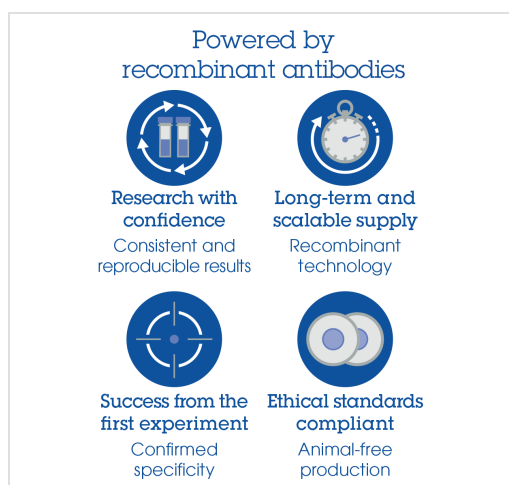 Powered by
recombinant antibodies
Research with
confidence
Consistent and
reproducible results
Long-term and
scalable supply
Recombinant
technology
Success from the
first experiment
Confirmed
specificity
Ethical standards
compliant
Animal-free
production